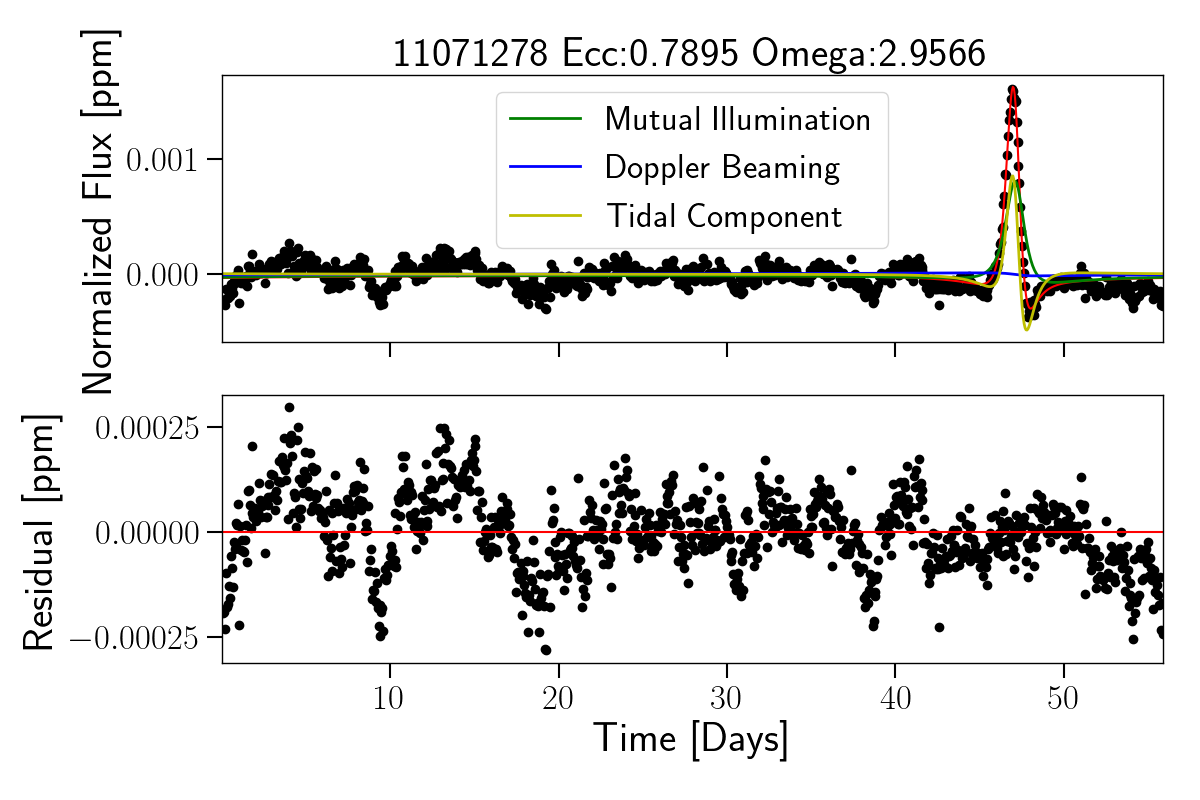 11071278 Ecc:0.7895 Omega:2.9566
Normalized Flux [ppm]
0.001
0.000
Mutual Illumination
Doppler Beaming
Tidal Component
Residual [ppm]
0.00025
0.00000
−0.00025
10 20 30 40 50
Time [Days]